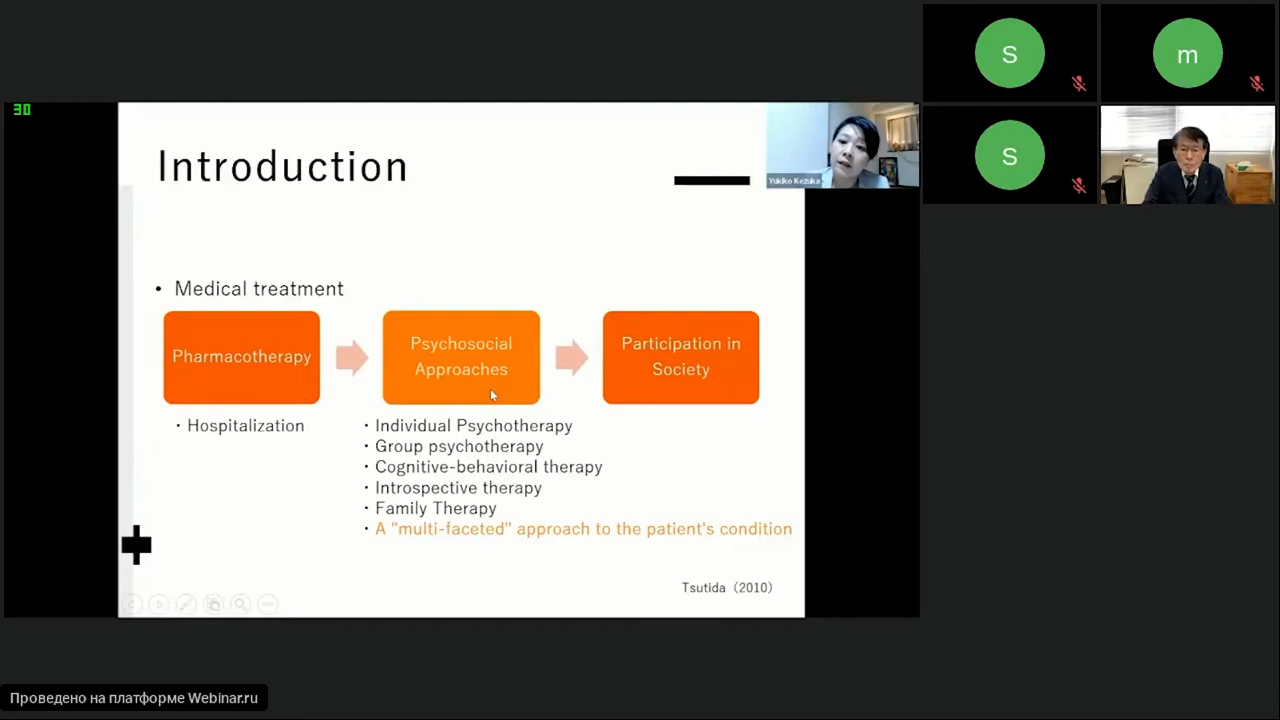 30
Introduction
Yukiko Kezuka
• Medical treatment
Pharmacotherapy
Psychosocial
Approaches
Participation in
Society
・Hospitalization
・Individual Psychotherapy
・Group psychotherapy
・Cognitive-behavioral therapy
・Introspective therapy
・Family Therapy
・A "multi-faceted" approach to the patient's condition
Tsutida（2010）
S
m
S
Проведено на платформе Webinar.ru